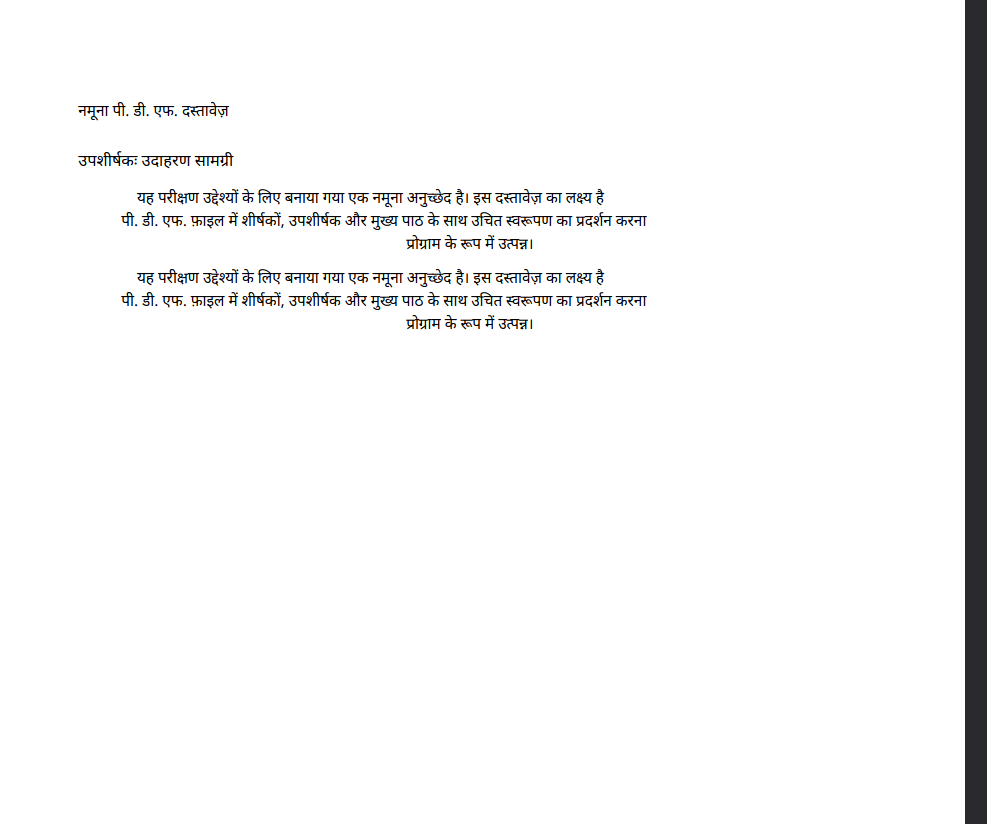 नमूना पी. डी. एफ. दस्तावेज़
उपशीर्षकः उदाहरण सामग्री
यह परीक्षण उद्देश्यों के लिए बनाया गया एक नमूना अनुच्छेद है। इस दस्तावेज़ का लक्ष्य है
पी. डी. एफ. फ़ाइल में शीर्षकों, उपशीर्षक और मुख्य पाठ के साथ उचित स्वरूपण का प्रदर्शन करना
प्रोग्राम के रूप में उत्पन्न।
यह परीक्षण उद्देश्यों के लिए बनाया गया एक नमूना अनुच्छेद है। इस दस्तावेज़ का लक्ष्य है
पी. डी. एफ. फ़ाइल में शीर्षकों, उपशीर्षक और मुख्य पाठ के साथ उचित स्वरूपण का प्रदर्शन करना
प्रोग्राम के रूप में उत्पन्न।